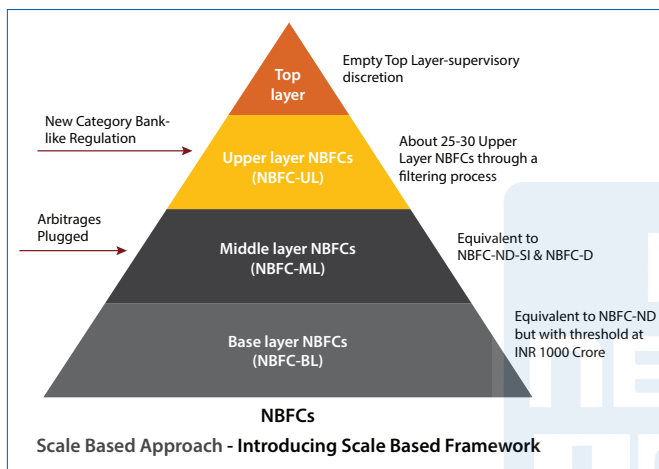 Top
layer
Empty Top Layer-supervisory
discretion
New Category Bank-
like Regulation
Upper layer NBFCs
(NBFC-UL)
About 25-30 Upper
Layer NBFCs through a
filtering process
Arbitrages
Plugged
Middle layer NBFCs
(NBFC-ML)
Equivalent to
NBFC-ND-SI & NBFC-D
Base layer NBFCs
(NBFC-BL)
Equivalent to NBFC-ND
but with threshold at
INR 1000 Crore
NBFCs
Scale Based Approach - Introducing Scale Based Framework